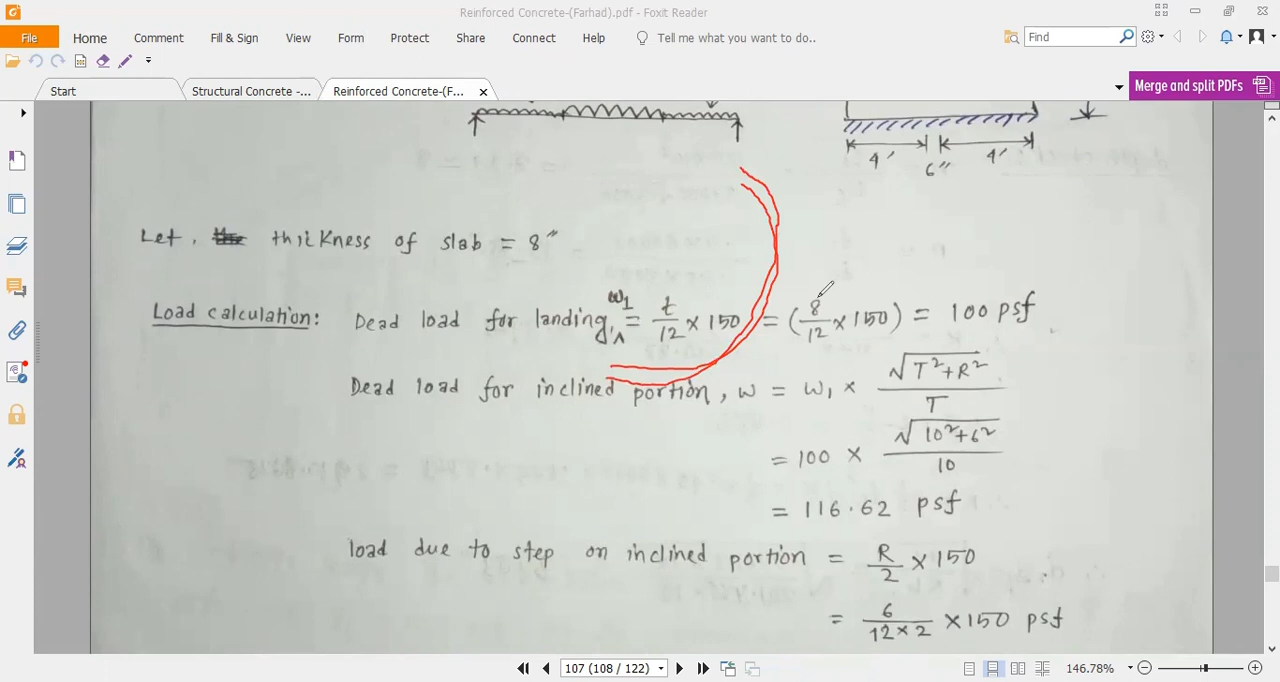 Reinforced Concrete-(Farhad).pdf - Foxit Reader
File Home Comment Fill & Sign View Form Protect Share Connect Help Tell me what you want to do.. Find
Start Structural Concrete -... Reinforced Concrete-(F... Merge and split PDFs
4' 6" 4'
Let, thickness of slab = 8"
Load calculation: Dead load for landing, w1 = t/12 × 150 = (8/12 × 150) = 100 psf
Dead load for inclined portion, w = w1 × √T²+R² / T
= 100 × √10²+6² / 10
= 116.62 psf
load due to step on inclined portion = R/2 × 150
= 6/12×2 × 150 psf
107 (108 / 122) 146.78%